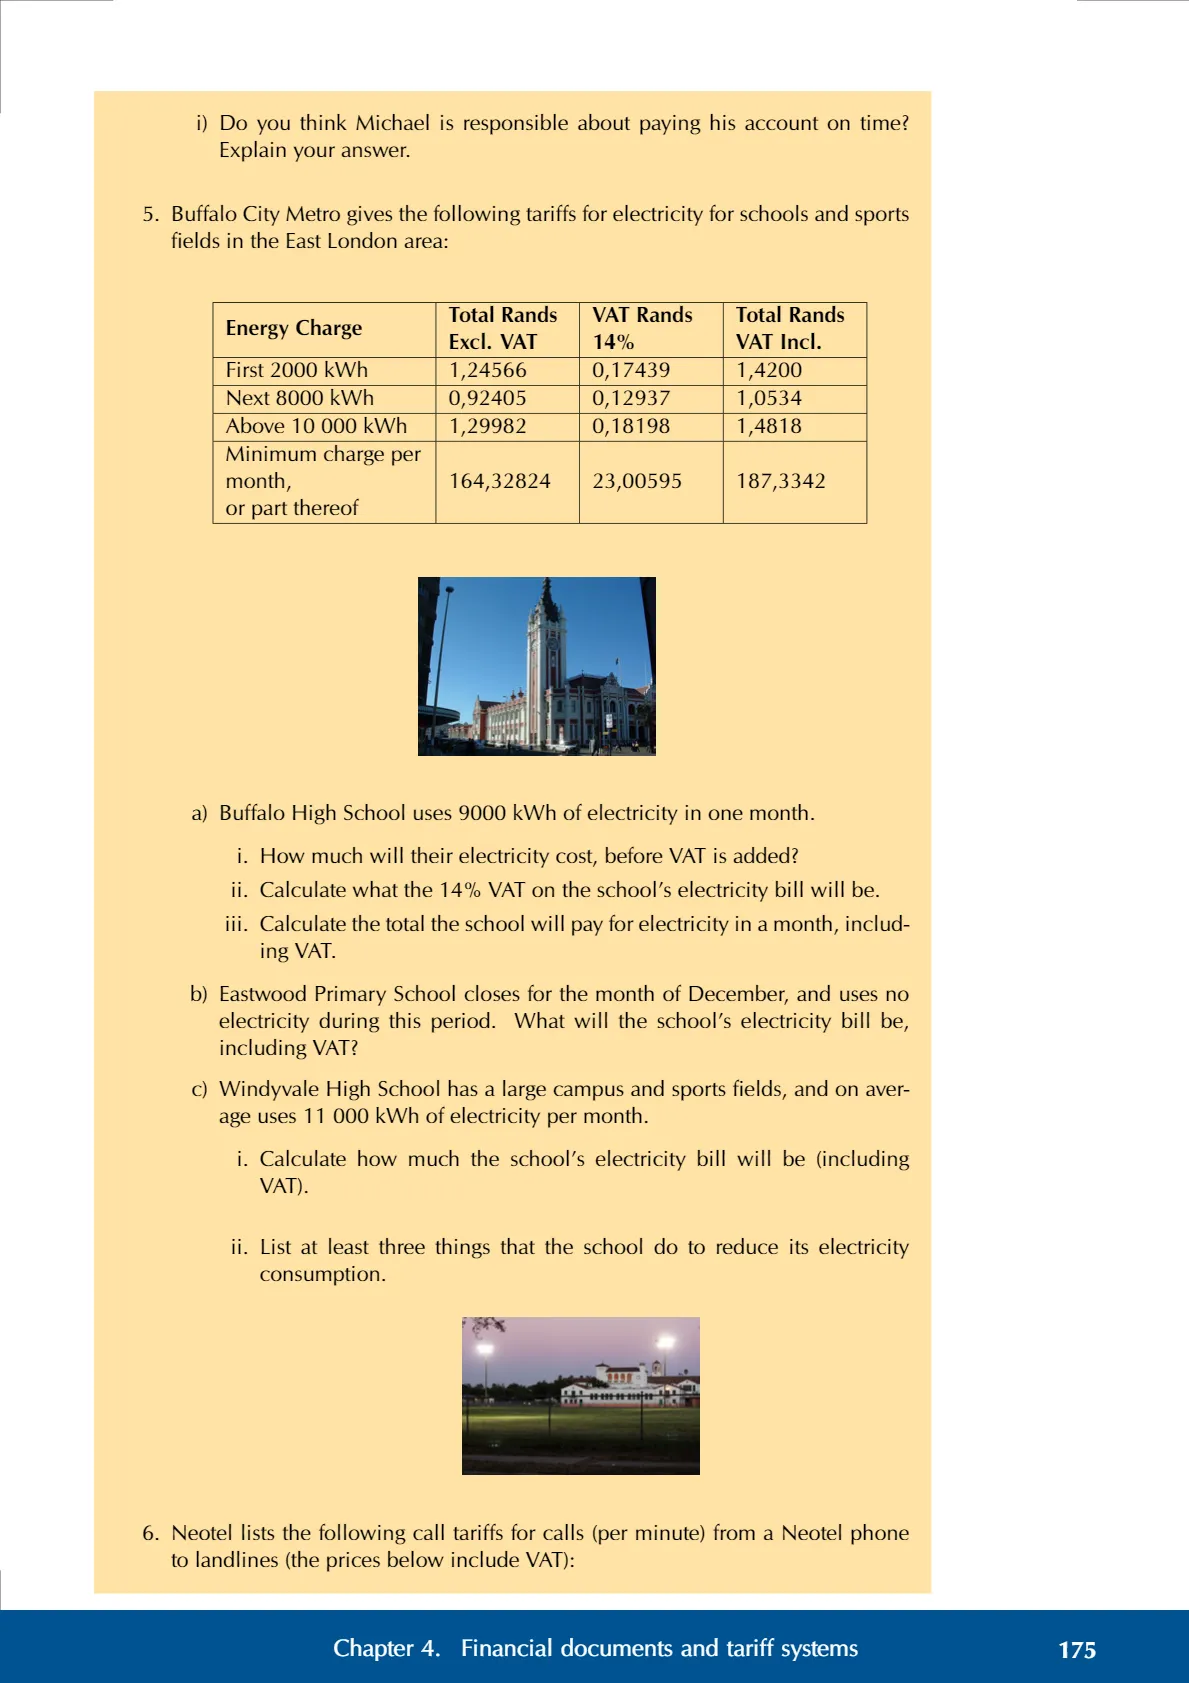 i) Do you think Michael is responsible about paying his account on time?
Explain your answer.
5. Buffalo City Metro gives the following tariffs for electricity for schools and sports
fields in the East London area:
Energy Charge
Total Rands
Excl. VAT
VAT Rands
14%
Total Rands
VAT Incl.
First 2000 kWh 1,24566 0,17439 1,4200
Next 8000 kWh 0,92405 0,12937 1,0534
Above 10 000 kWh 1,29982 0,18198 1,4818
Minimum charge per
month,
or part thereof
164,32824 23,00595 187,3342
a) Buffalo High School uses 9000 kWh of electricity in one month.
i. How much will their electricity cost, before VAT is added?
ii. Calculate what the 14% VAT on the school's electricity bill will be.
iii. Calculate the total the school will pay for electricity in a month, includ-
ing VAT.
b) Eastwood Primary School closes for the month of December, and uses no
electricity during this period. What will the school's electricity bill be,
including VAT?
c) Windyvale High School has a large campus and sports fields, and on aver-
age uses 11 000 kWh of electricity per month.
i. Calculate how much the school's electricity bill will be (including
VAT).
ii. List at least three things that the school do to reduce its electricity
consumption.
6. Neotel lists the following call tariffs for calls (per minute) from a Neotel phone
to landlines (the prices below include VAT):
Chapter 4. Financial documents and tariff systems 175